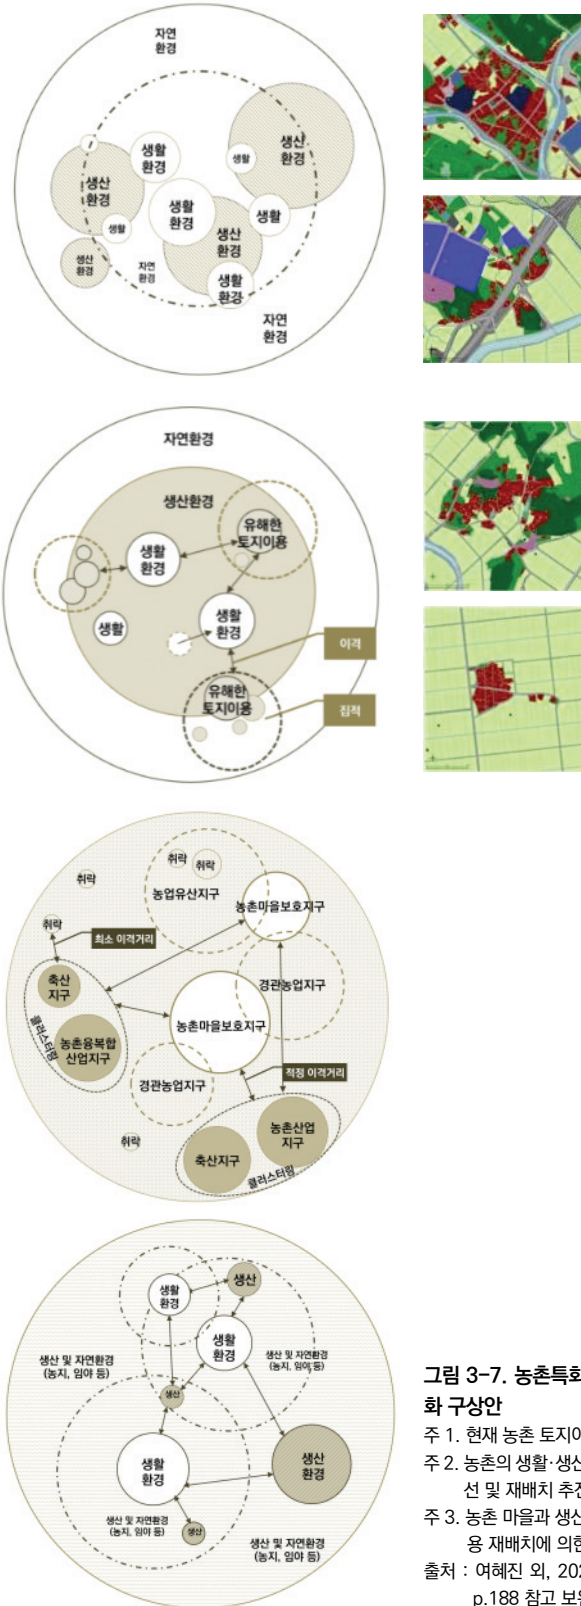 자연
환경
생산
환경
생활
환경
생활
생산
환경
생활
환경
생활
생활
생산
환경
생산
환경
자연
환경
생활
환경
자연
환경
자연환경
생산환경
유해한
토지이용
생활
환경
생활
생활
환경
이격
유해한
토지이용
집적
취락
취락
취락
농업유산지구
농촌마을보호지구
취락
최소 이격거리
축산
지구
경관농업지구
클러스터링
농촌융복합
산업지구
농촌마을보호지구
경관농업지구
적정 이격거리
취락
농촌산업
지구
축산지구
클러스터링
생활
환경
생산
생활
환경
생산 및 자연환경
(농지, 임야 등)
생산 및 자연환경
(농지, 임야 등)
생산
생활
환경
생산
환경
생산 및 자연환경
(농지, 임야 등)
생산
생산 및 자연환경
(농지, 임야 등)
그림 3-7. 농촌특화
화 구상안
주 1. 현재 농촌 토지이
주 2. 농촌의 생활·생산
선 및 재배치 추진
주 3. 농촌 마을과 생산
용 재배치에 의한
출처 : 여혜진 외, 202
p.188 참고 보완